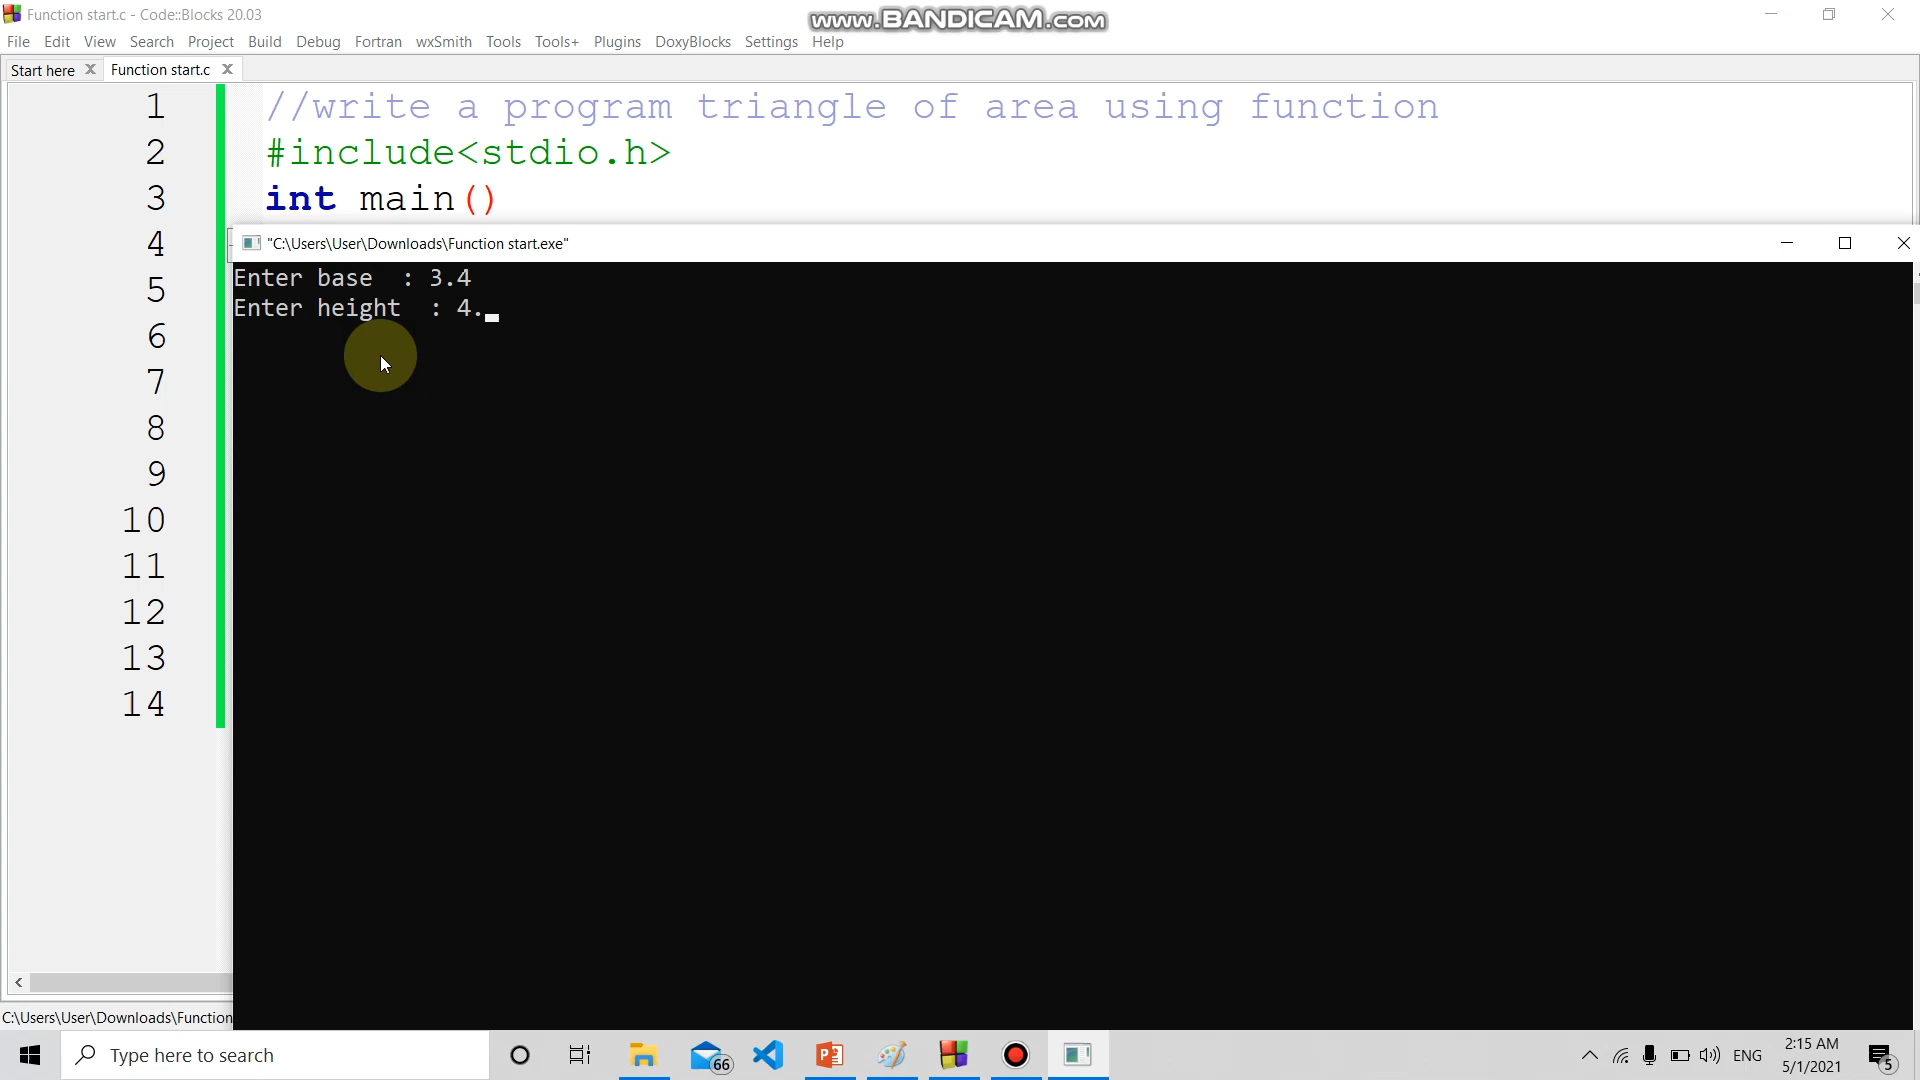 Function start.c - Code::Blocks 20.03
www.BANDICAM.com
File Edit View Search Project Build Debug Fortran wxSmith Tools Tools+ Plugins DoxyBlocks Settings Help
Start here Function start.c
1 //write a program triangle of area using function
2 #include<stdio.h>
3 int main()
4
5
6
7
8
9
10
11
12
13
14
"C:\Users\User\Downloads\Function start.exe"
Enter base  : 3.4
Enter height  : 4.
C:\Users\User\Downloads\Function
Type here to search
66
ENG
2:15 AM
5/1/2021
5